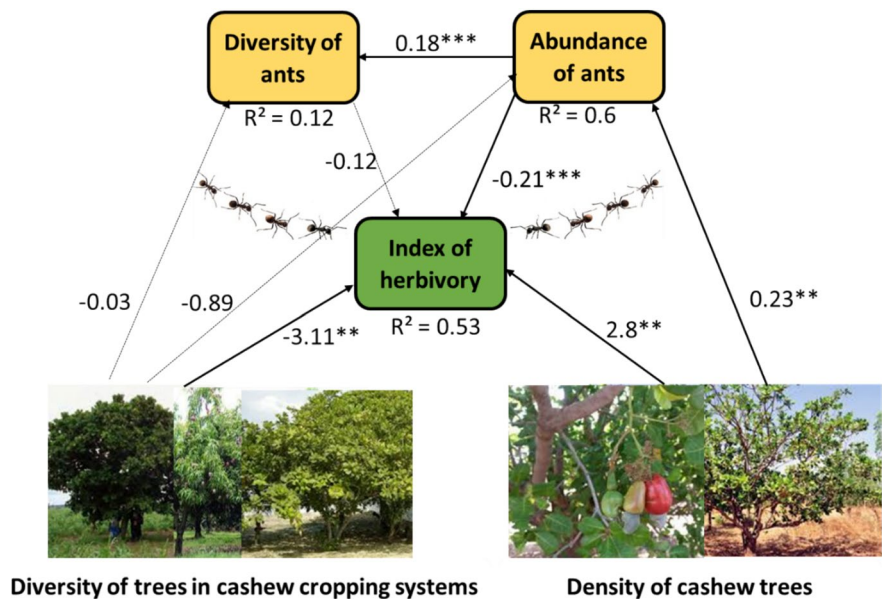 Diversity of
ants
0.18***
Abundance
of ants
R² = 0.12
R² = 0.6
-0.12
-0.21***
Index of
herbivory
-0.03
-0.89
R² = 0.53
0.23**
-3.11**
2.8**
Diversity of trees in cashew cropping systems
Density of cashew trees